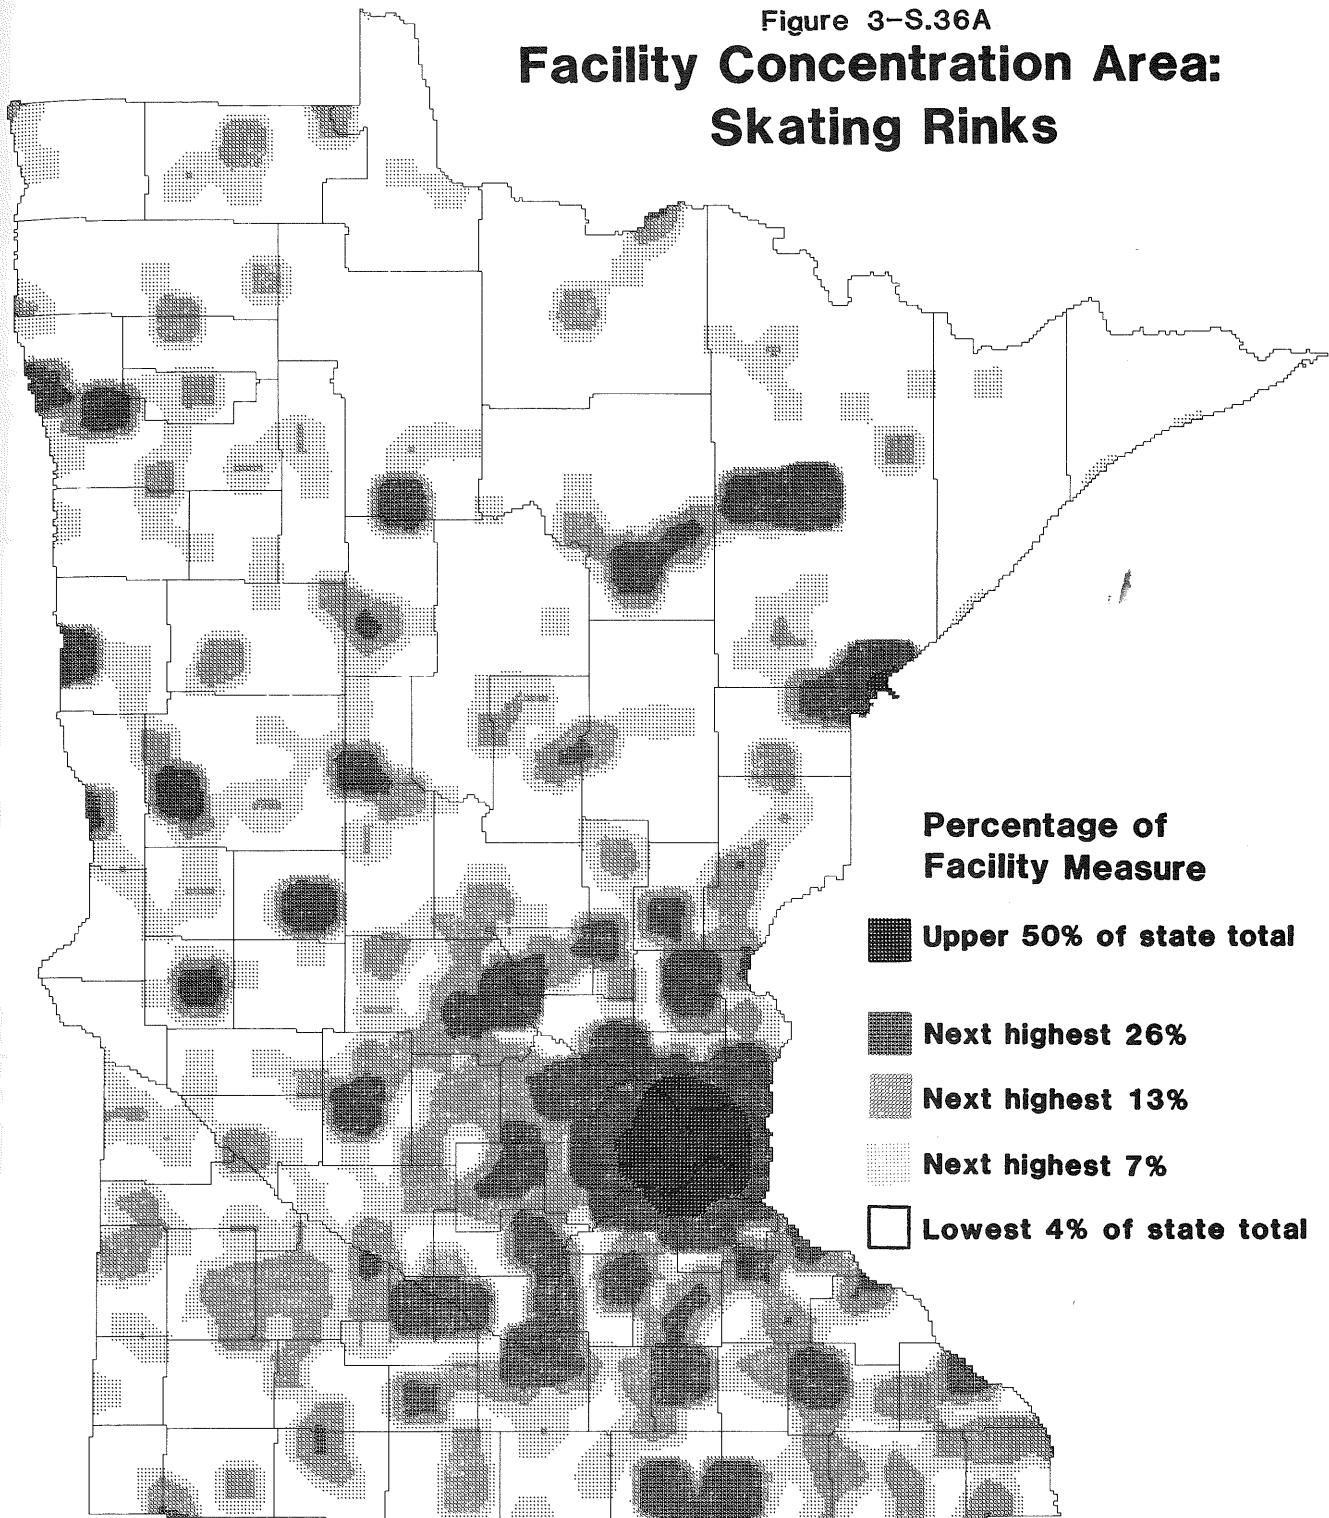 Figure 3-S.36A
Facility Concentration Area:
Skating Rinks
Percentage of
Facility Measure
Upper 50% of state total
Next highest 26%
Next highest 13%
Next highest 7%
Lowest 4% of state total